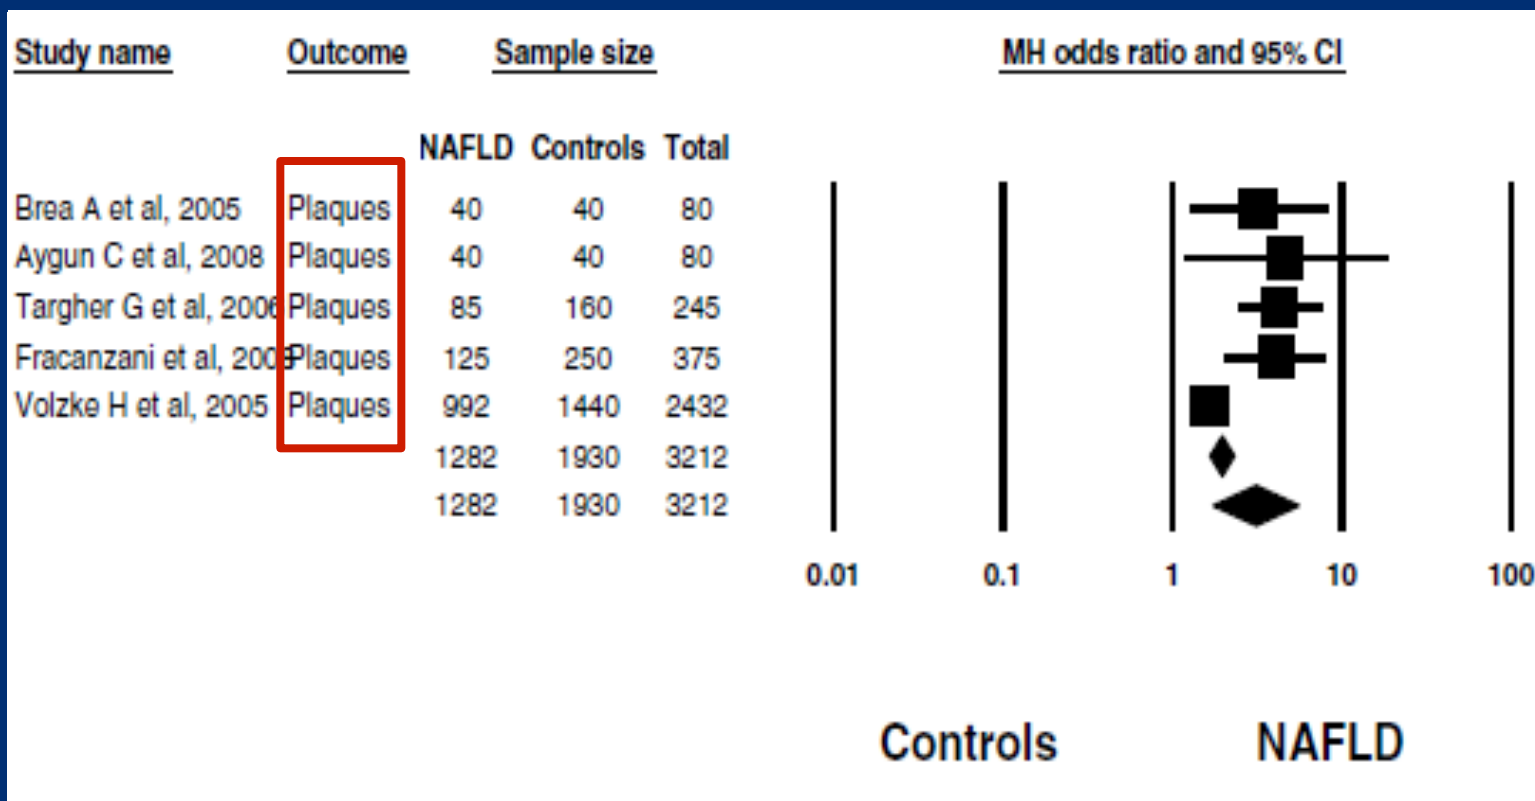 Study name Outcome Sample size MH odds ratio and 95% CI
NAFLD Controls Total
Brea A et al, 2005 Plaques 40 40 80
Aygun C et al, 2008 Plaques 40 40 80
Targher G et al, 2006 Plaques 85 160 245
Fracanzani et al, Plaques 125 250 375
Volzke H et al, 2005 Plaques 992 1440 2432
1282 1930 3212
1282 1930 3212
0.01 0.1 1 10 100
Controls NAFLD